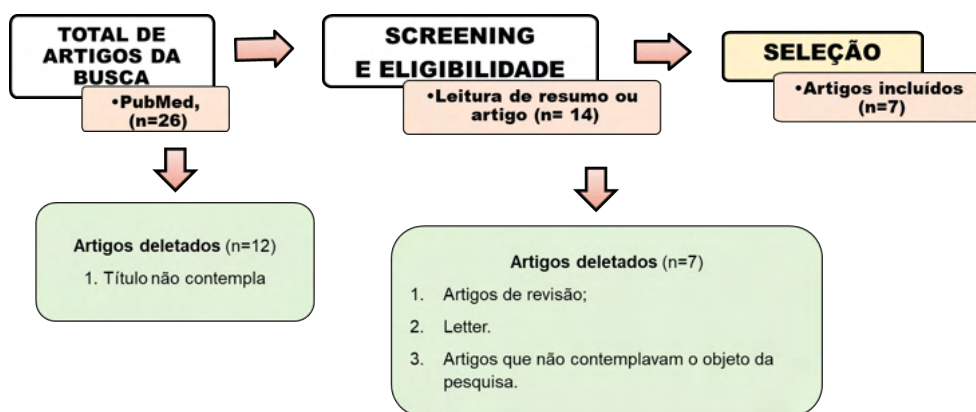 TOTAL DE
ARTIGOS DA
BUSCA
•PubMed,
(n=26)
SCREENING
E ELIGIBILIDADE
•Leitura de resumo ou
artigo (n= 14)
SELEÇÃO
•Artigos incluídos
(n=7)
Artigos deletados (n=12)
1. Título não contempla
Artigos deletados (n=7)
1. Artigos de revisão;
2. Letter.
3. Artigos que não contemplavam o objeto da
pesquisa.